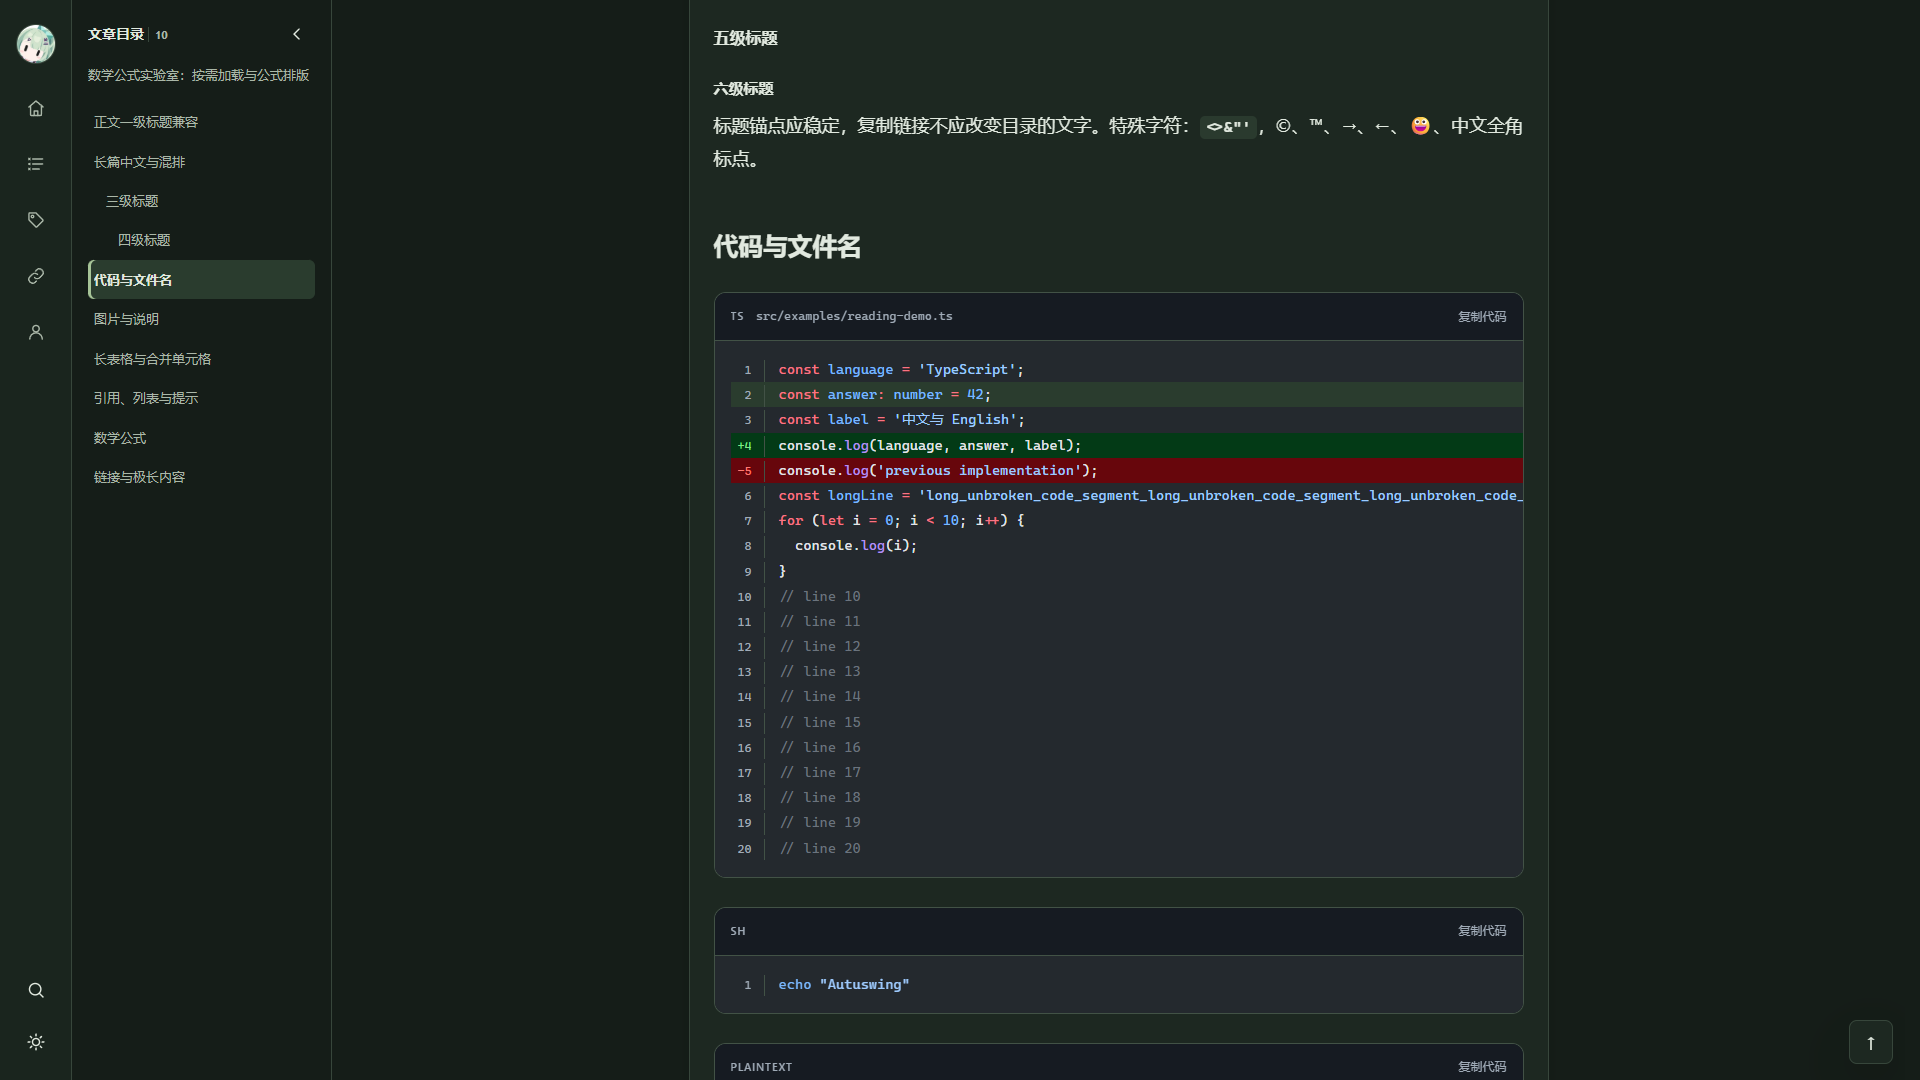 文章目录 10
数学公式实验室：按需加载与公式排版
正文一级标题兼容
长篇中文与混排
三级标题
四级标题
代码与文件名
图片与说明
长表格与合并单元格
引用、列表与提示
数学公式
链接与极长内容
五级标题
六级标题
标题锚点应稳定，复制链接不应改变目录的文字。特殊字符： <>&"' ，©、™、→、←、😀、中文全角
标点。
代码与文件名
TS src/examples/reading-demo.ts 复制代码
1 const language = 'TypeScript';
2 const answer: number = 42;
3 const label = '中文与 English';
+4 console.log(language, answer, label);
-5 console.log('previous implementation');
6 const longLine = 'long_unbroken_code_segment_long_unbroken_code_segment_long_unbroken_code_
7 for (let i = 0; i < 10; i++) {
8 console.log(i);
9 }
10 // line 10
11 // line 11
12 // line 12
13 // line 13
14 // line 14
15 // line 15
16 // line 16
17 // line 17
18 // line 18
19 // line 19
20 // line 20
SH 复制代码
1 echo "Autuswing"
PLAINTEXT 复制代码
↑